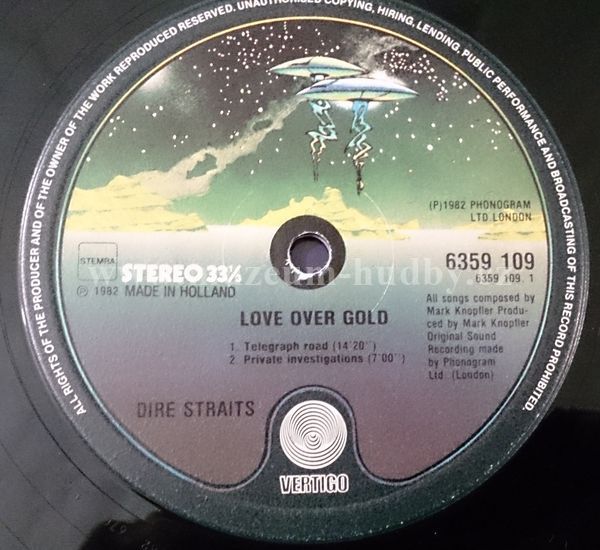 ALL RIGHTS OF THE PRODUCER AND OF THE OWNER OF THE WORK REPRODUCED RESERVED. UNAUTHORISED COPYING, HIRING, LENDING, PUBLIC PERFORMANCE AND BROADCASTING OF THIS RECORD PROHIBITED.
(P)1982 PHONOGRAM
LTD. LONDON
STEMRA
STEREO 33⅓
℗ 1982 MADE IN HOLLAND
6359 109
6359 109. 1
All songs composed by
Mark Knopfler Produ-
ced by Mark Knopfler
Original Sound
Recording made
by Phonogram
Ltd (London)
LOVE OVER GOLD
1. Telegraph road (14'20'')
2. Private investigations (7'00'')
DIRE STRAITS
VERTIGO